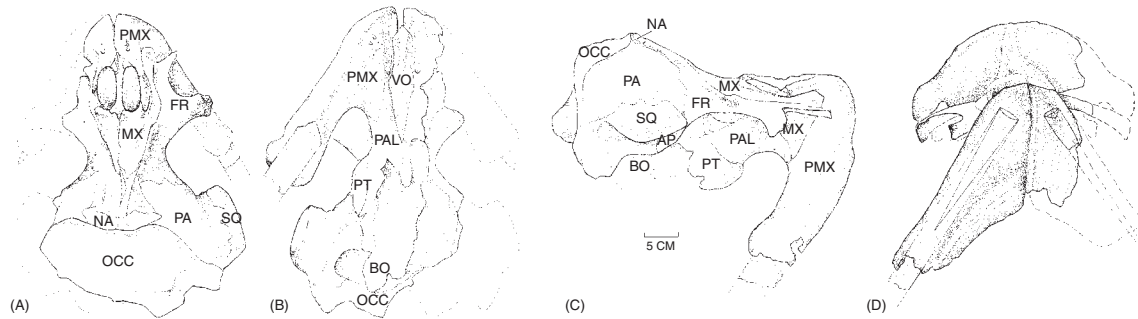 PMX
FR
MX
NA
PA
SQ
OCC
(A)
PMX
VO
PAL
PT
BO
OCC
(B)
NA
OCC
PA
MX
FR
SQ
MX
AP
PAL
BO
PT
PMX
5 CM
(C)
(D)